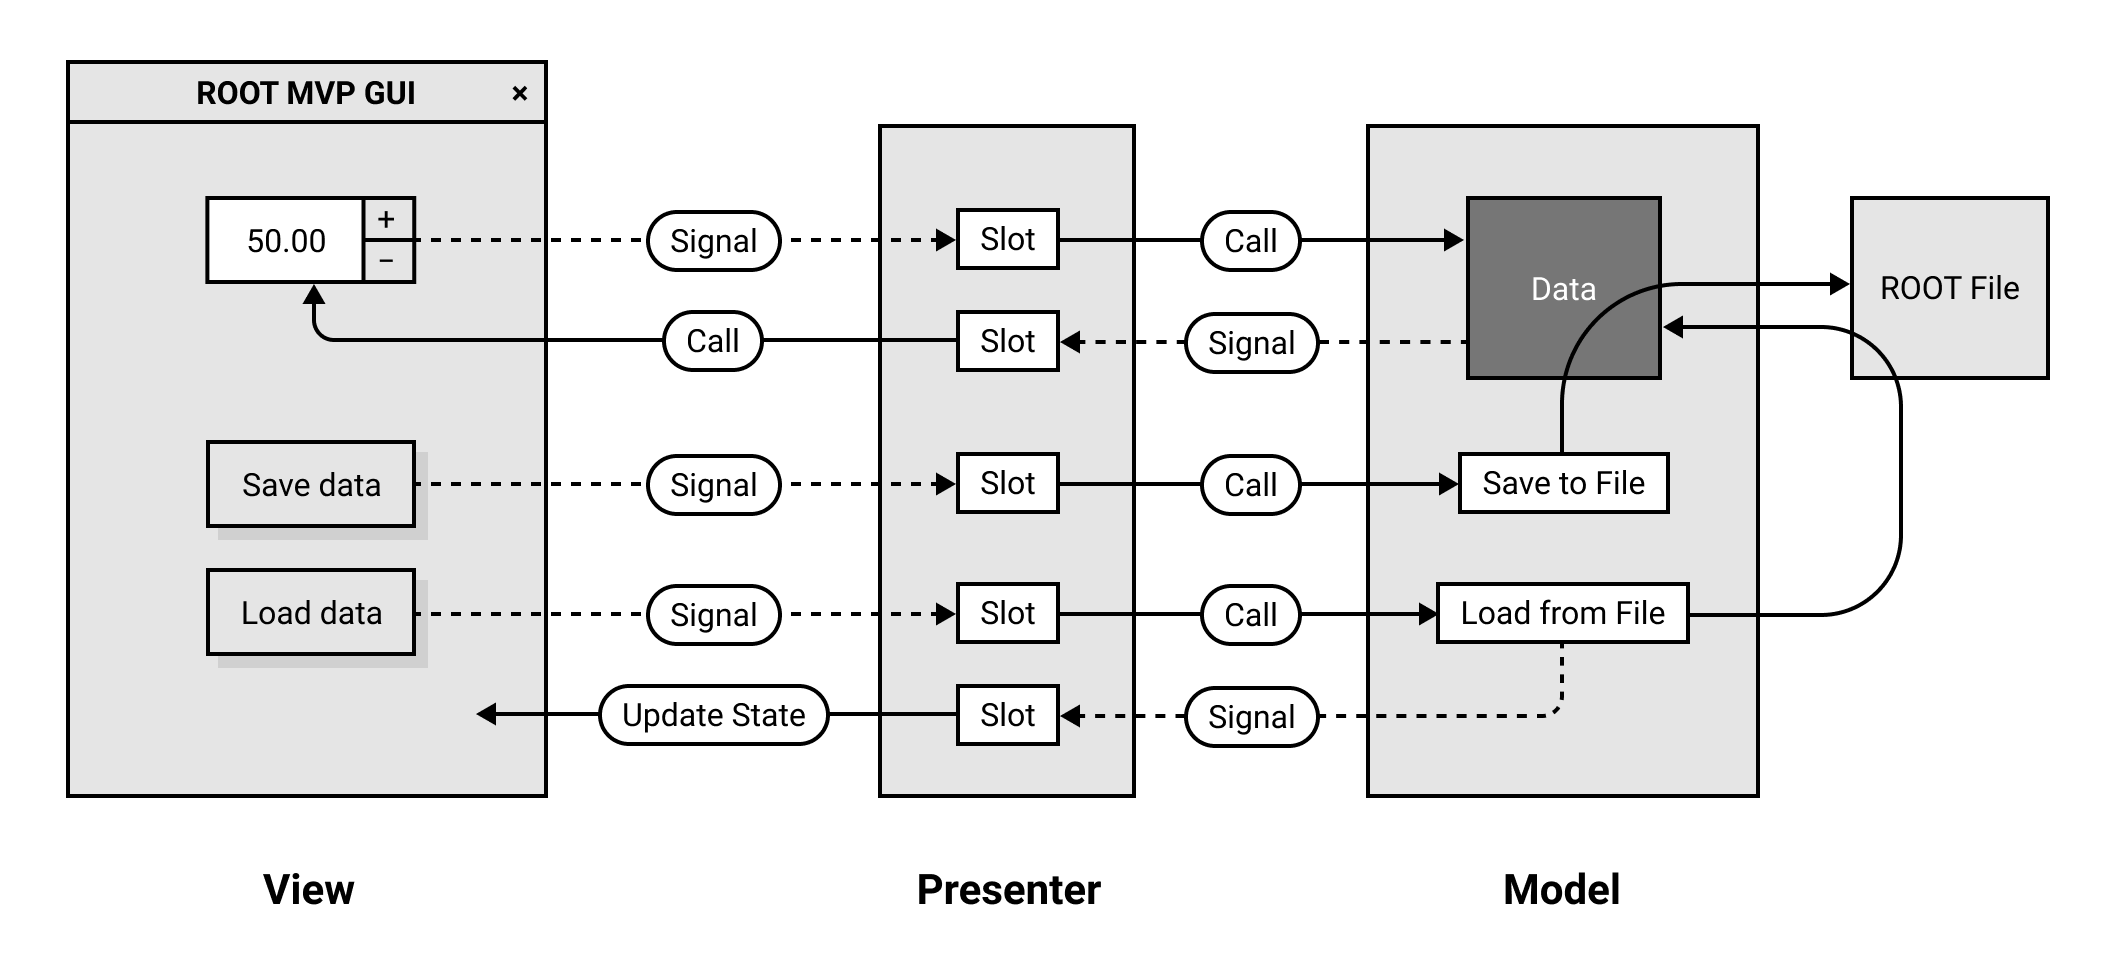 ROOT MVP GUI ×
50.00
+
−
Signal
Slot
Call
Data
ROOT File
Call
Slot
Signal
Save data
Signal
Slot
Call
Save to File
Load data
Signal
Slot
Call
Load from File
Update State
Slot
Signal
View
Presenter
Model